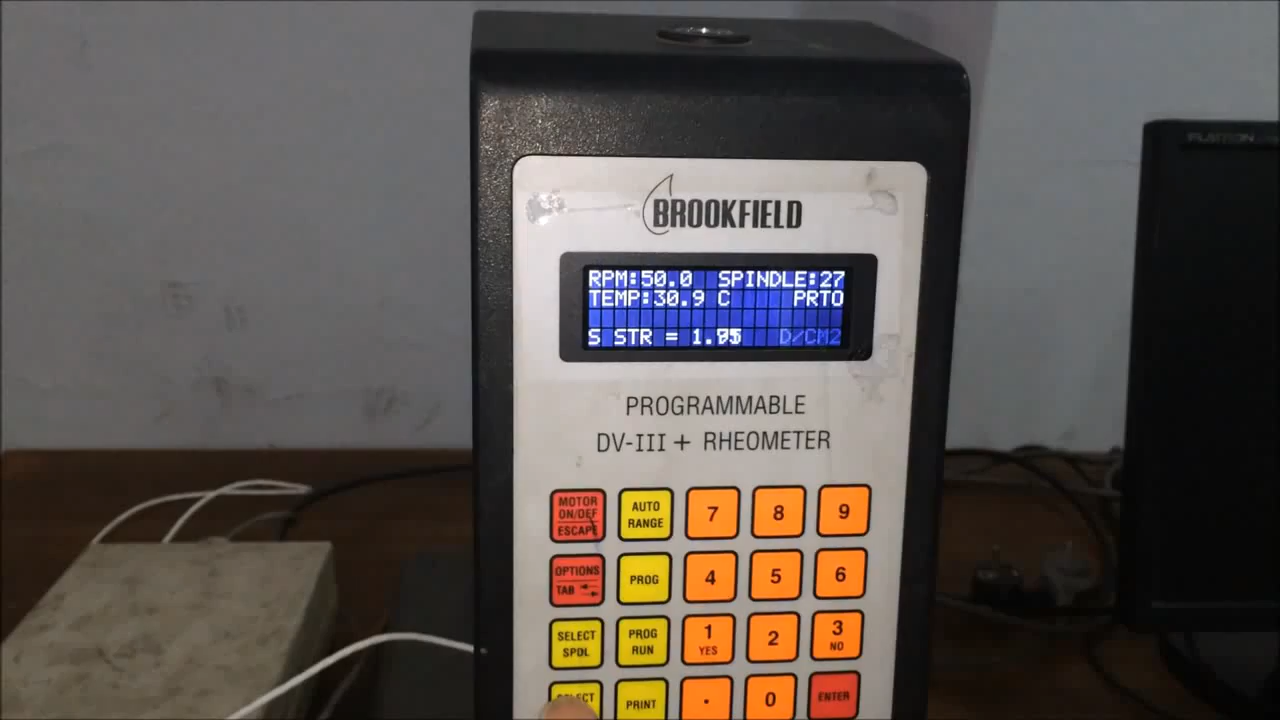 FLATRON
BROOKFIELD
RPM:50.0 SPINDLE:27
TEMP:30.9 C PRTO
S STR = D/CM2
PROGRAMMABLE
DV-III + RHEOMETER
MOTOR ON/OFF ESCAPE
AUTO RANGE
7
8
9
OPTIONS TAB
PROG
4
5
6
SELECT SPDL
PROG RUN
1 YES
2
3 NO
SELECT
PRINT
.
0
ENTER